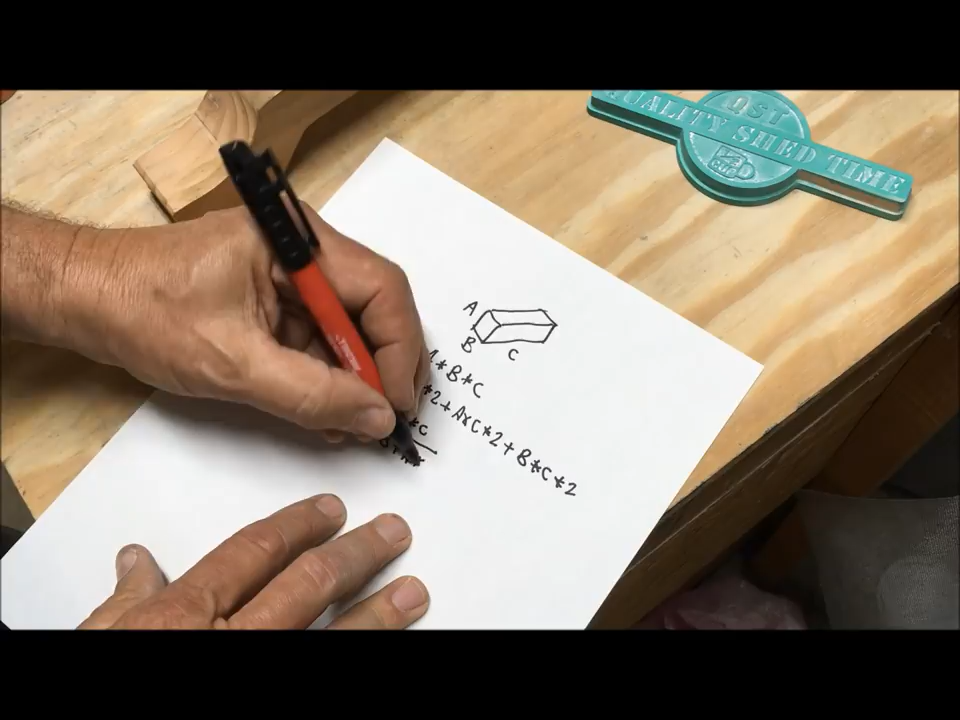 QST
QUALITY SHED TIME
A
B
C
*B*C
*2+A*C*2+B*C*2
*C
B+A*